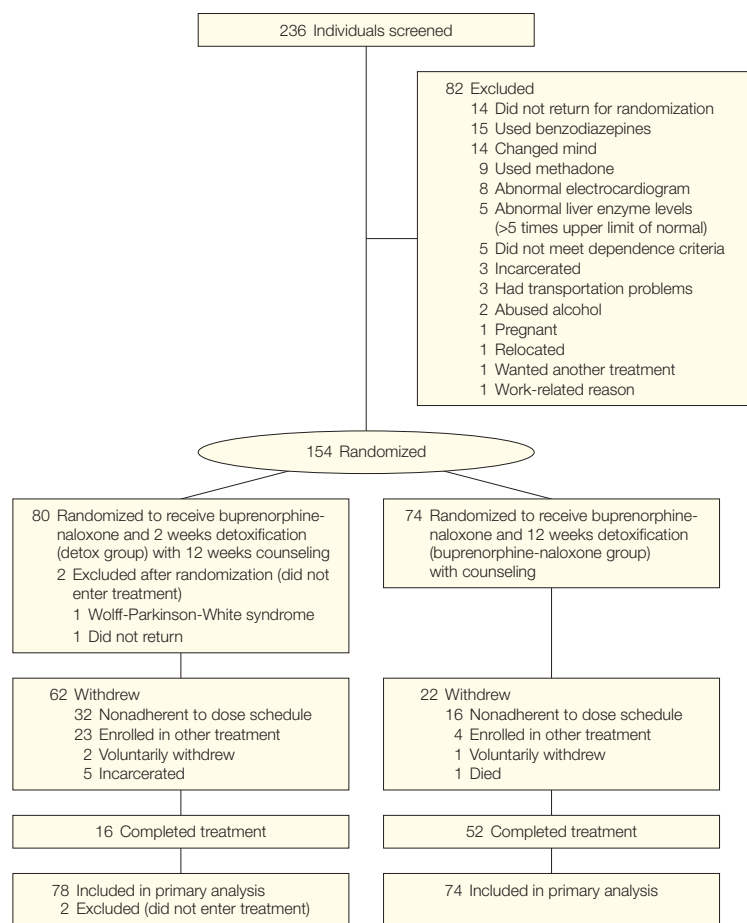 236 Individuals screened
82 Excluded
14 Did not return for randomization
15 Used benzodiazepines
14 Changed mind
9 Used methadone
8 Abnormal electrocardiogram
5 Abnormal liver enzyme levels
(>5 times upper limit of normal)
5 Did not meet dependence criteria
3 Incarcerated
3 Had transportation problems
2 Abused alcohol
1 Pregnant
1 Relocated
1 Wanted another treatment
1 Work-related reason
154 Randomized
80 Randomized to receive buprenorphine-
naloxone and 2 weeks detoxification
(detox group) with 12 weeks counseling
2 Excluded after randomization (did not
enter treatment)
1 Wolff-Parkinson-White syndrome
1 Did not return
74 Randomized to receive buprenorphine-
naloxone and 12 weeks detoxification
(buprenorphine-naloxone group)
with counseling
62 Withdrew
32 Nonadherent to dose schedule
23 Enrolled in other treatment
2 Voluntarily withdrew
5 Incarcerated
22 Withdrew
16 Nonadherent to dose schedule
4 Enrolled in other treatment
1 Voluntarily withdrew
1 Died
16 Completed treatment
52 Completed treatment
78 Included in primary analysis
2 Excluded (did not enter treatment)
74 Included in primary analysis